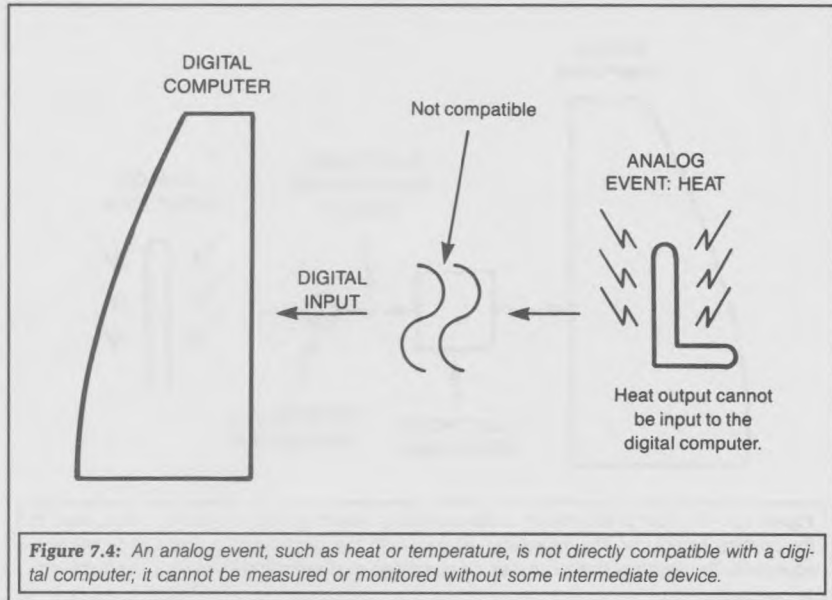 DIGITAL
COMPUTER
Not compatible
ANALOG
EVENT: HEAT
DIGITAL
INPUT
Heat output cannot
be input to the
digital computer.
Figure 7.4: An analog event, such as heat or temperature, is not directly compatible with a digi-
tal computer; it cannot be measured or monitored without some intermediate device.